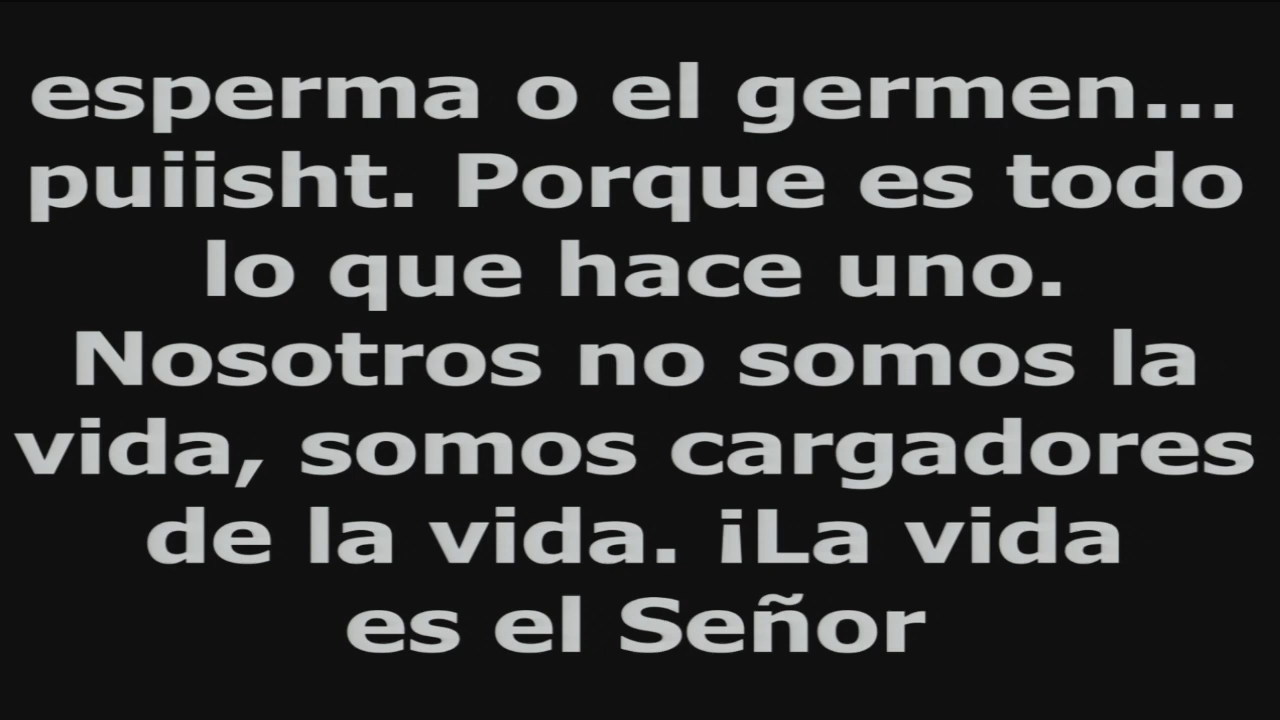 esperma o el germen...
puiisht. Porque es todo
lo que hace uno.
Nosotros no somos la
vida, somos cargadores
de la vida. ¡La vida
es el Señor